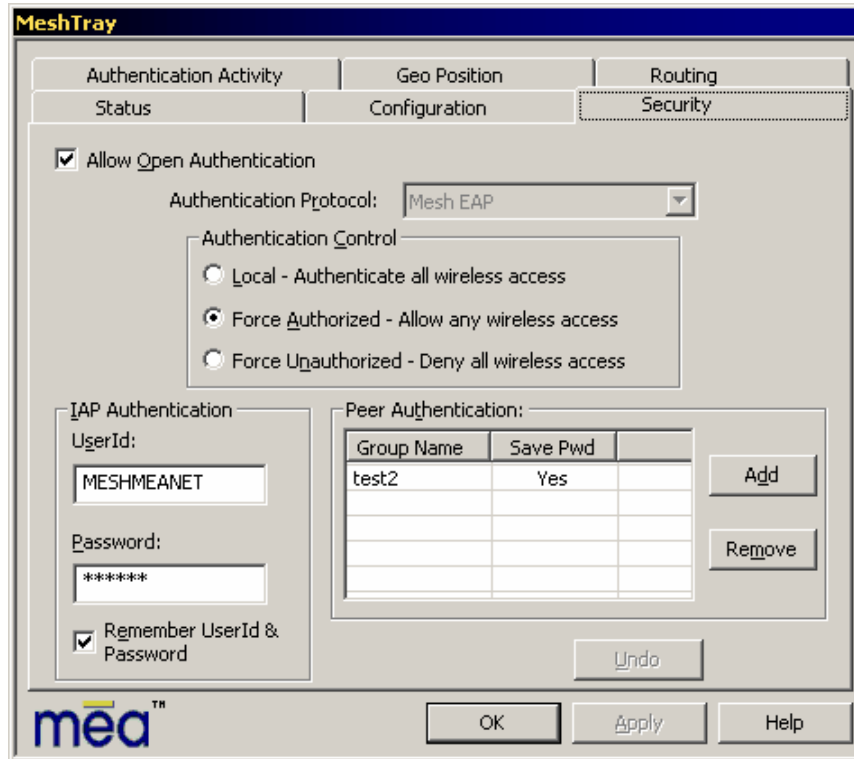 MeshTray
Authentication Activity Geo Position Routing
Status Configuration Security
Allow Open Authentication
Authentication Protocol: Mesh EAP
Authentication Control
Local - Authenticate all wireless access
Force Authorized - Allow any wireless access
Force Unauthorized - Deny all wireless access
IAP Authentication Peer Authentication:
UserId: Group Name Save Pwd
MESHMEANET test2 Yes Add
Password: Remove
******
Remember UserId &
Password
Undo
mēa™ OK Apply Help